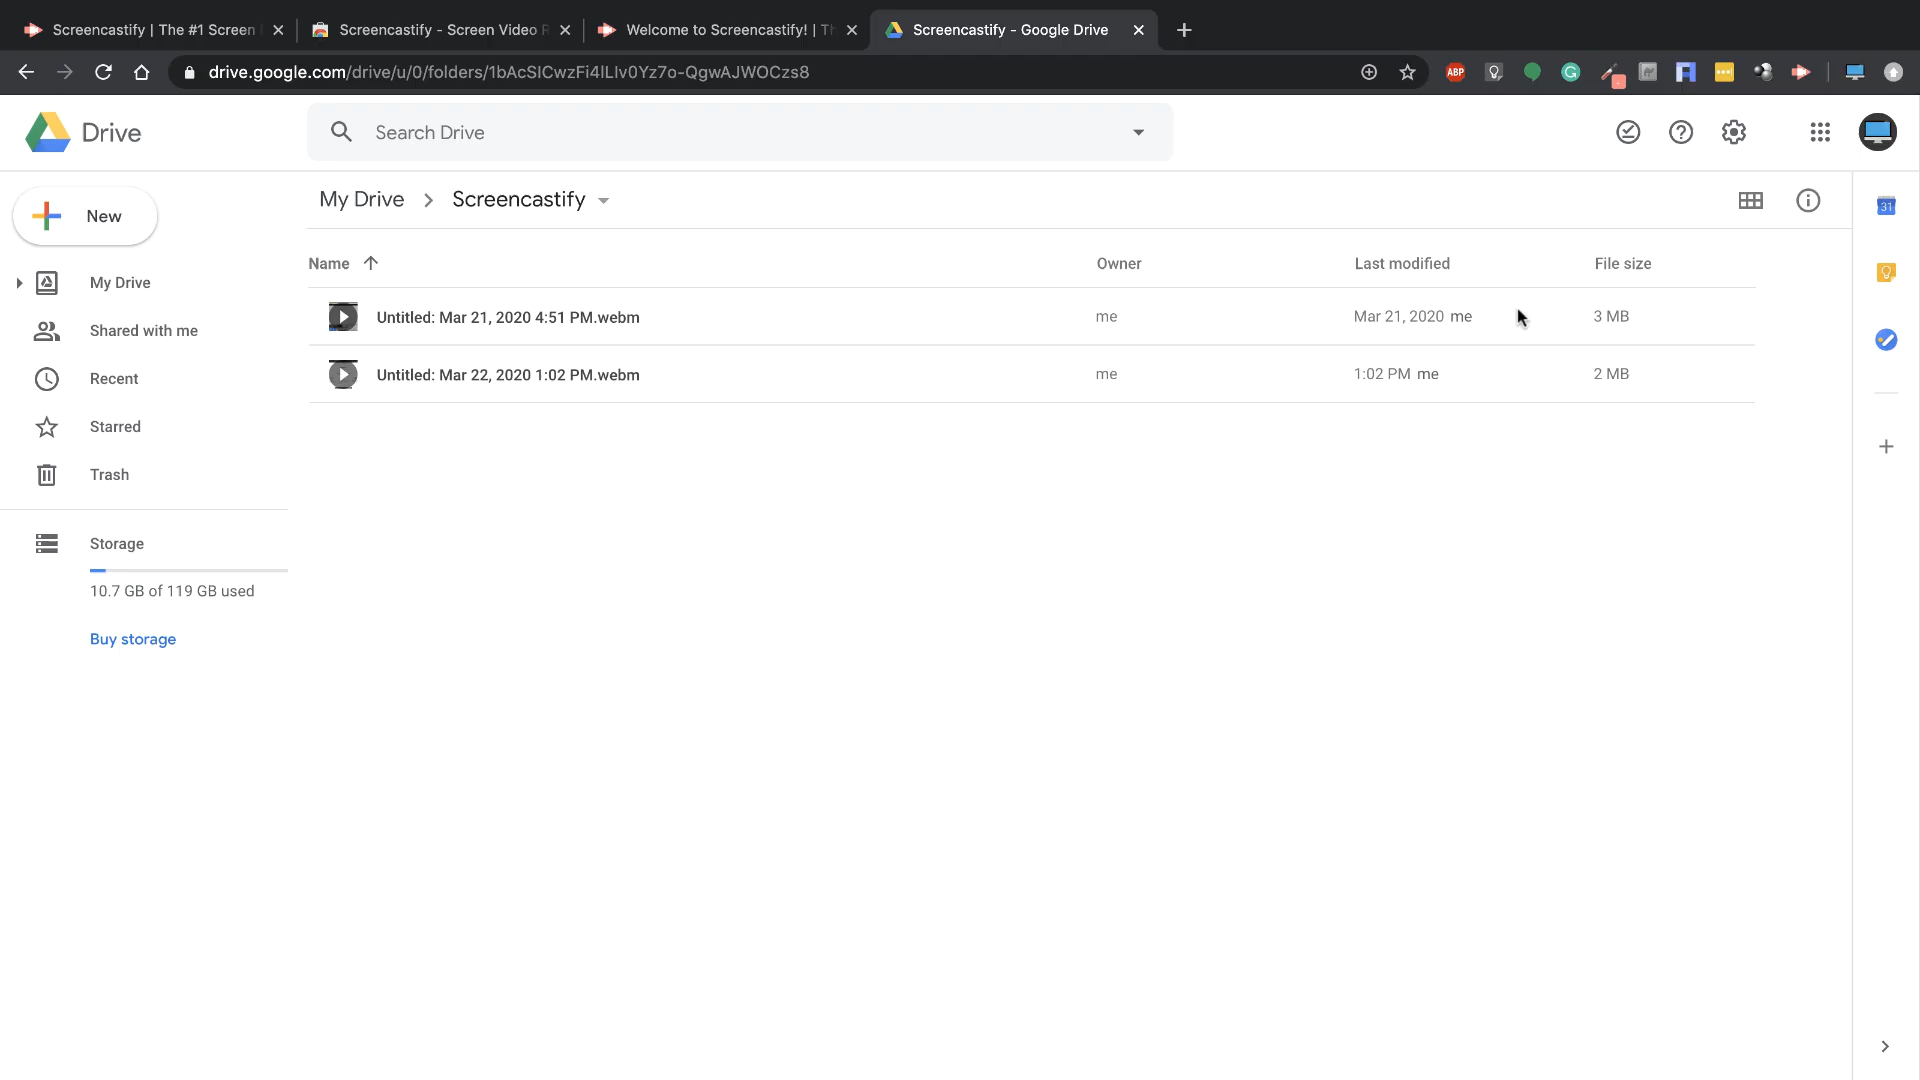 Screencastify | The #1 Screen
Screencastify - Screen Video R
Welcome to Screencastify! | Th
Screencastify - Google Drive
drive.google.com/drive/u/0/folders/1bAcSICwzFi4ILIv0Yz7o-QgwAJWOCzs8
ABP
Drive
Search Drive
New
My Drive
Shared with me
Recent
Starred
Trash
Storage
10.7 GB of 119 GB used
Buy storage
My Drive > Screencastify
Name Owner Last modified File size
Untitled: Mar 21, 2020 4:51 PM.webm me Mar 21, 2020 me 3 MB
Untitled: Mar 22, 2020 1:02 PM.webm me 1:02 PM me 2 MB
31